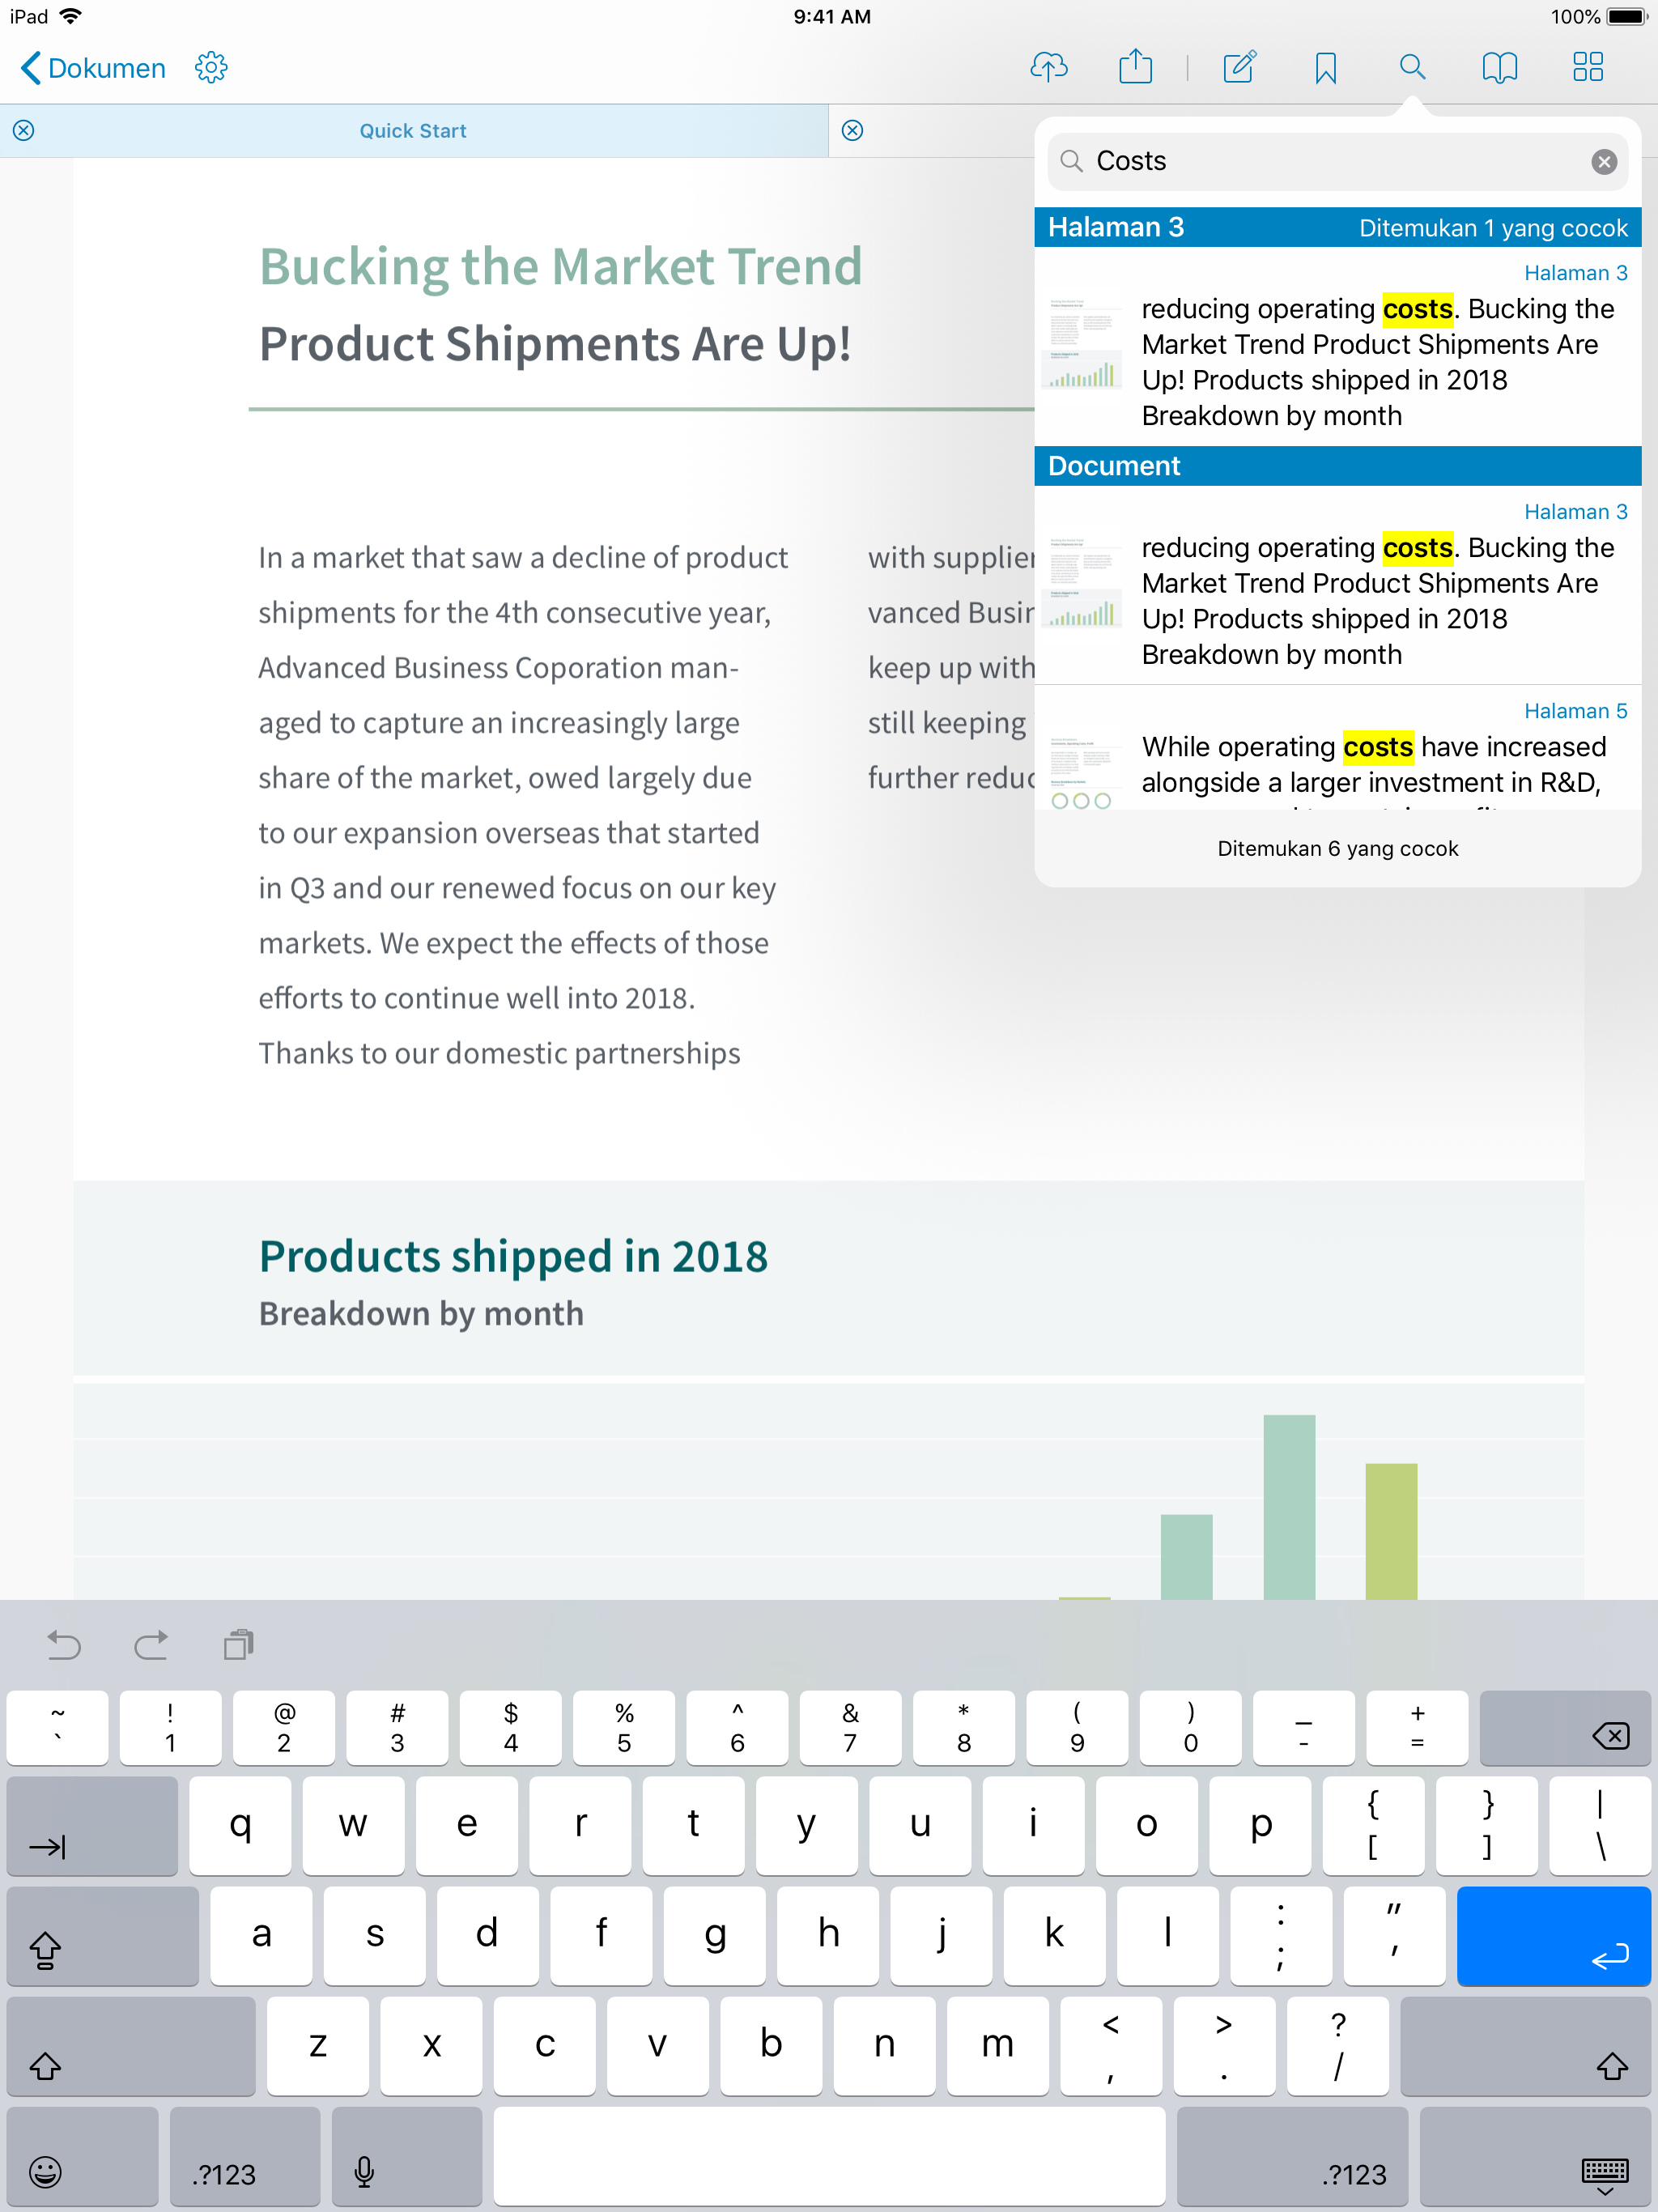 iPad 9:41 AM 100%
Dokumen
Quick Start
Costs
Halaman 3 Ditemukan 1 yang cocok
Halaman 3
reducing operating costs. Bucking the
Market Trend Product Shipments Are
Up! Products shipped in 2018
Breakdown by month
Document
Halaman 3
reducing operating costs. Bucking the
Market Trend Product Shipments Are
Up! Products shipped in 2018
Breakdown by month
Halaman 5
While operating costs have increased
alongside a larger investment in R&D,
Ditemukan 6 yang cocok
Bucking the Market Trend
Product Shipments Are Up!
In a market that saw a decline of product
shipments for the 4th consecutive year,
Advanced Business Coporation man-
aged to capture an increasingly large
share of the market, owed largely due
to our expansion overseas that started
in Q3 and our renewed focus on our key
markets. We expect the effects of those
efforts to continue well into 2018.
Thanks to our domestic partnerships
with supplier
vanced Busin
keep up with
still keeping
further reduc
Products shipped in 2018
Breakdown by month
~ ! @ # $ % ^ & * ( ) _ +
` 1 2 3 4 5 6 7 8 9 0 - =
q w e r t y u i o p { } |
[ ] \
a s d f g h j k l : "
; '
z x c v b n m < > ?
, . /
.?123 .?123